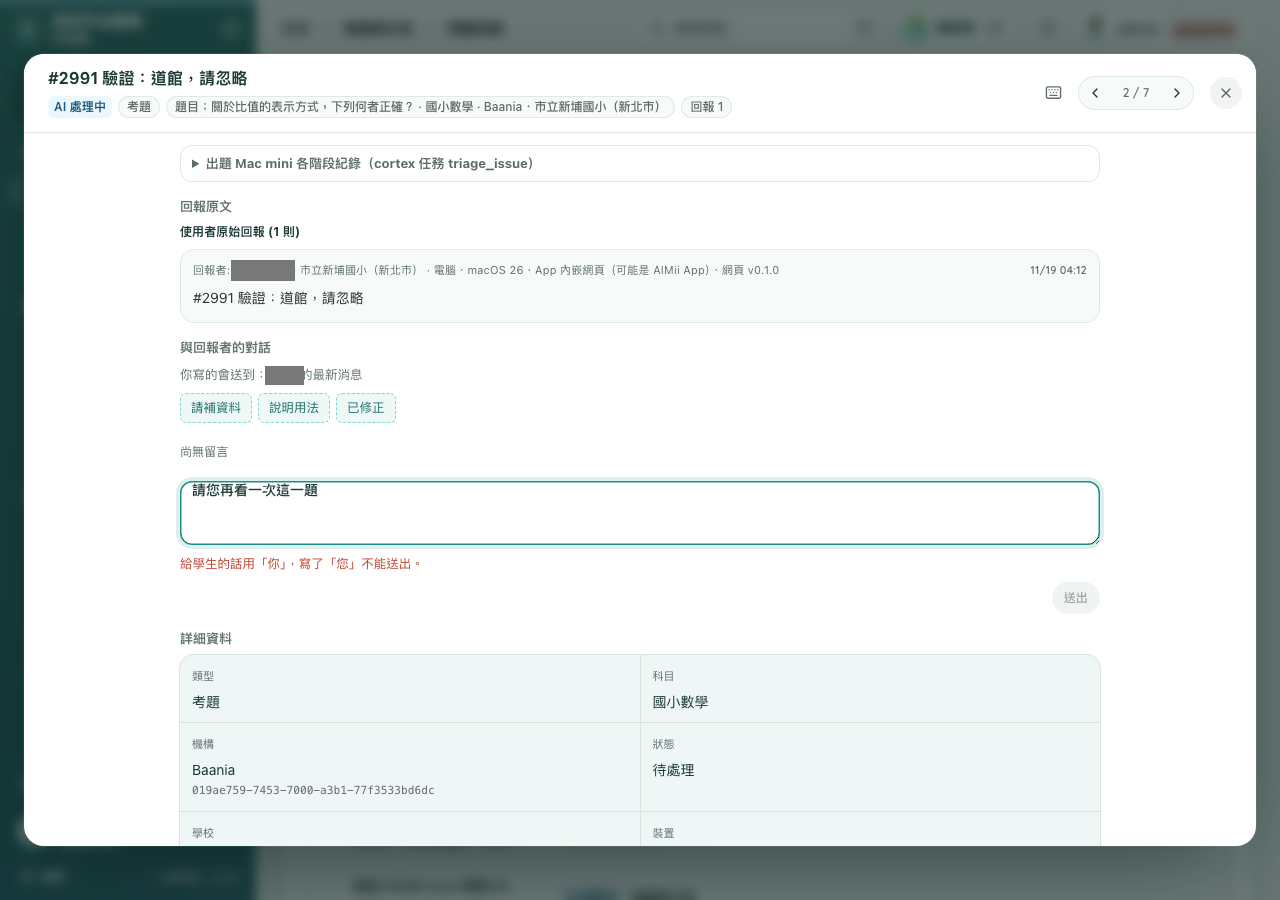 #2991 驗證：道館，請忽略
AI 處理中 考題 題目：關於比值的表示方式，下列何者正確？ · 國小數學 · Baania · 市立新埔國小（新北市） 回報 1
2 / 7
▶ 出題 Mac mini 各階段紀錄（cortex 任務 triage_issue）
回報原文
使用者原始回報 (1 則)
回報者: 市立新埔國小（新北市） · 電腦 · macOS 26 · App 內嵌網頁（可能是 AIMii App）· 網頁 v0.1.0 11/19 04:12
#2991 驗證：道館，請忽略
與回報者的對話
你寫的會送到： 的最新消息
請補資料 說明用法 已修正
尚無留言
請您再看一次這一題
給學生的話用「你」，寫了「您」不能送出。
送出
詳細資料
類型 科目
考題 國小數學
機構 狀態
Baania 待處理
019ae759-7453-7000-a3b1-77f3533bd6dc
學校 裝置